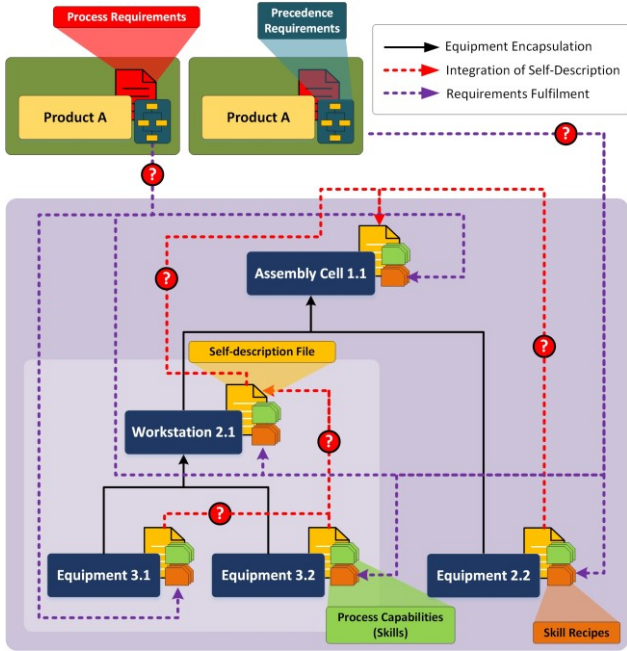 Process Requirements
Precedence
Requirements
Equipment Encapsulation
Integration of Self-Description
Requirements Fulfilment
Product A
Product A
?
?
Assembly Cell 1.1
?
?
Self-description File
Workstation 2.1
?
?
Equipment 3.1
Equipment 3.2
Equipment 2.2
Process Capabilities
(Skills)
Skill Recipes